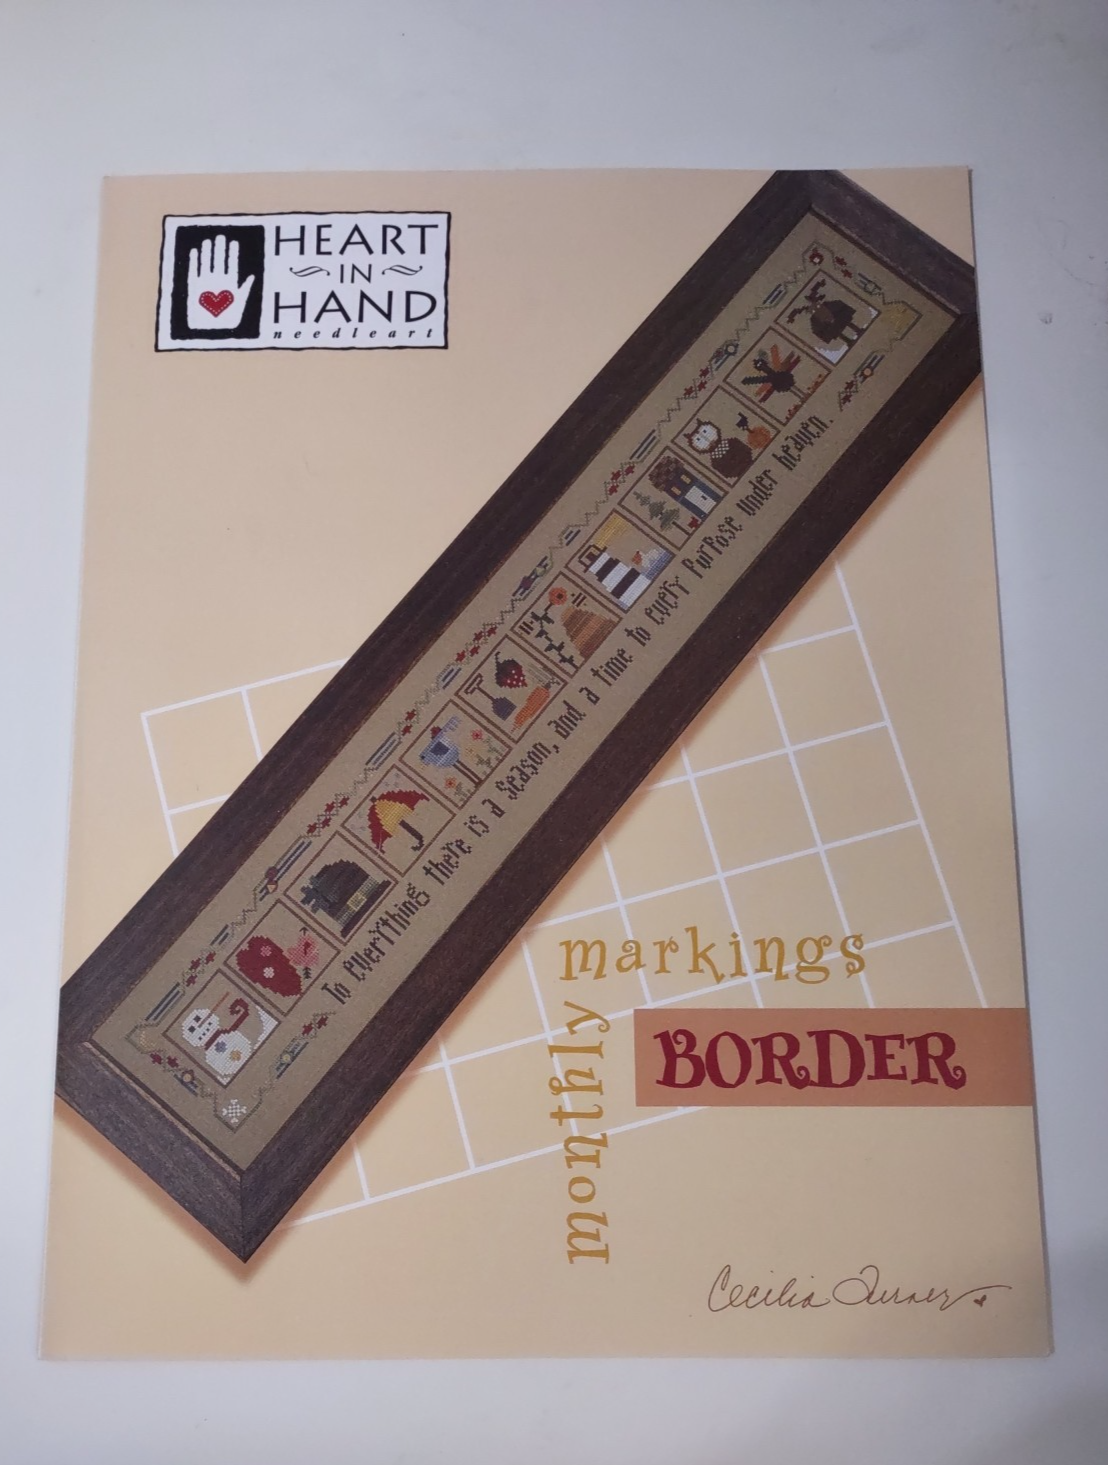 HEART
IN
HAND
needleart
To everything there is a season, and a time to every purpose under heaven.
monthly
markings
BORDER
Cecilia Turner